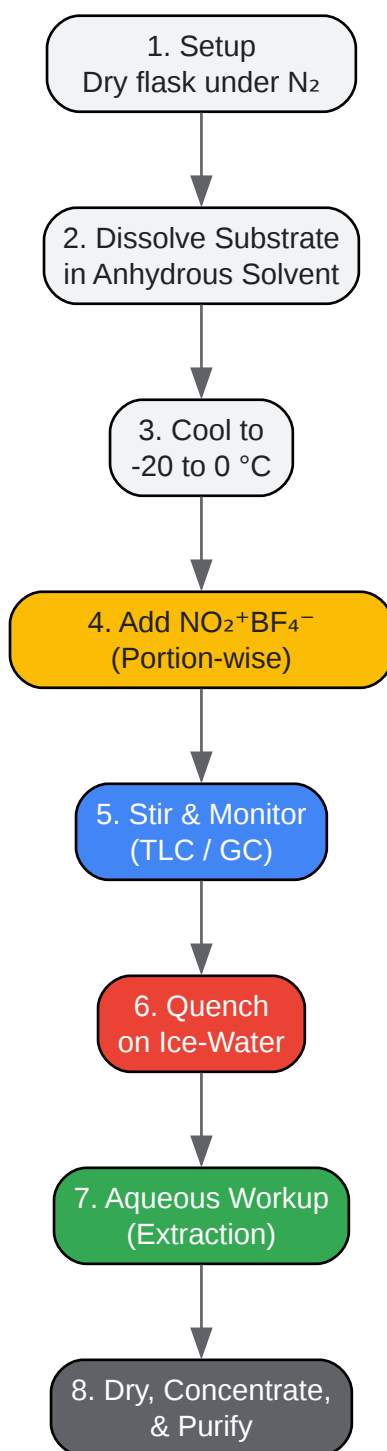 1. Setup
Dry flask under N₂
2. Dissolve Substrate
in Anhydrous Solvent
3. Cool to
-20 to 0 °C
4. Add NO₂⁺BF₄⁻
(Portion-wise)
5. Stir & Monitor
(TLC / GC)
6. Quench
on Ice-Water
7. Aqueous Workup
(Extraction)
8. Dry, Concentrate,
& Purify